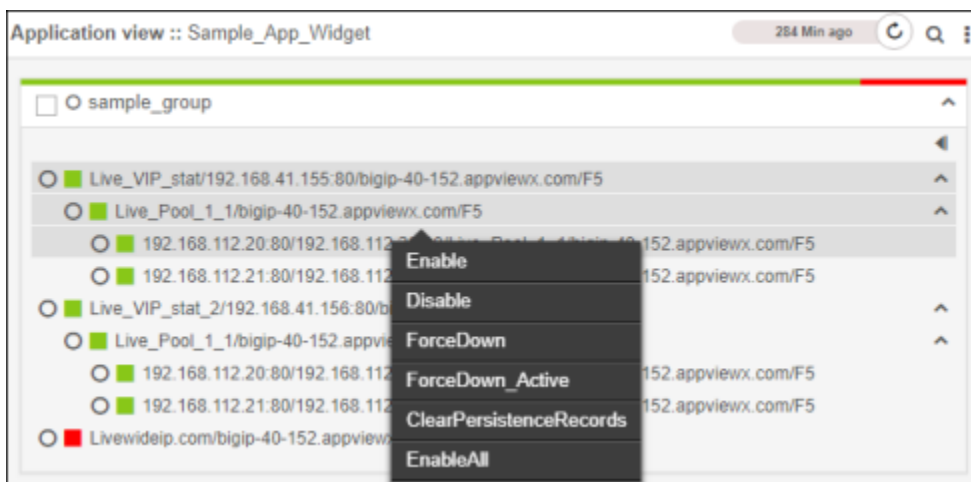 Application view :: Sample_App_Widget
284 Min ago
sample_group
Live_VIP_stat/192.168.41.155:80/bigip-40-152.appviewx.com/F5
Live_Pool_1_1/bigip-40-152.appviewx.com/F5
192.168.112.20:80/192.168.112 152.appviewx.com/F5
Enable
192.168.112.21:80/192.168.112 152.appviewx.com/F5
Disable
Live_VIP_stat_2/192.168.41.156:80/b
ForceDown
Live_Pool_1_1/bigip-40-152.appvie
192.168.112.20:80/192.168.112 152.appviewx.com/F5
ForceDown_Active
192.168.112.21:80/192.168.112 152.appviewx.com/F5
ClearPersistenceRecords
Livewideip.com/bigip-40-152.appview
EnableAll